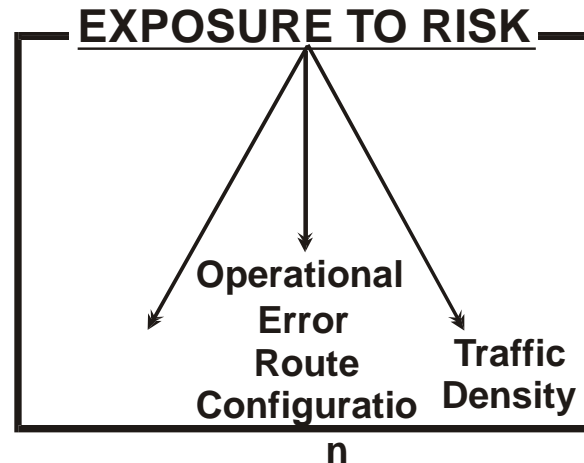 EXPOSURE TO RISK
Operational
Error
Route
Configuratio
n
Traffic
Density